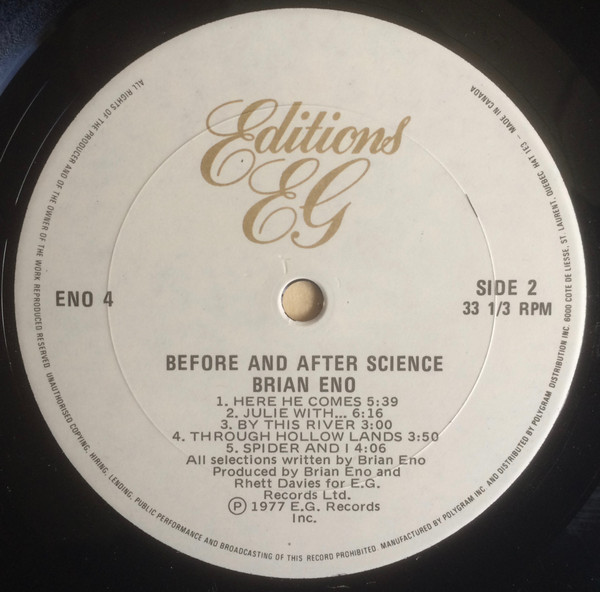 Editions
EG
ENO 4
SIDE 2
33 1/3 RPM
BEFORE AND AFTER SCIENCE
BRIAN ENO
1. HERE HE COMES 5:39
2. JULIE WITH... 6:16
3. BY THIS RIVER 3:00
4. THROUGH HOLLOW LANDS 3:50
5. SPIDER AND I 4:06
All selections written by Brian Eno
Produced by Brian Eno and
Rhett Davies for E.G.
Records Ltd.
Ⓟ 1977 E.G. Records
Inc.
ALL RIGHTS OF THE PRODUCER AND OF THE OWNER OF THE WORK REPRODUCED RESERVED. UNAUTHORISED COPYING, HIRING, LENDING, PUBLIC PERFORMANCE AND BROADCASTING OF THIS RECORD PROHIBITED. MANUFACTURED BY POLYGRAM INC. AND DISTRIBUTED BY POLYGRAM DISTRIBUTION INC. 6000 COTE DE LIESSE, ST. LAURENT, QUEBEC H4T 1E3 – MADE IN CANADA